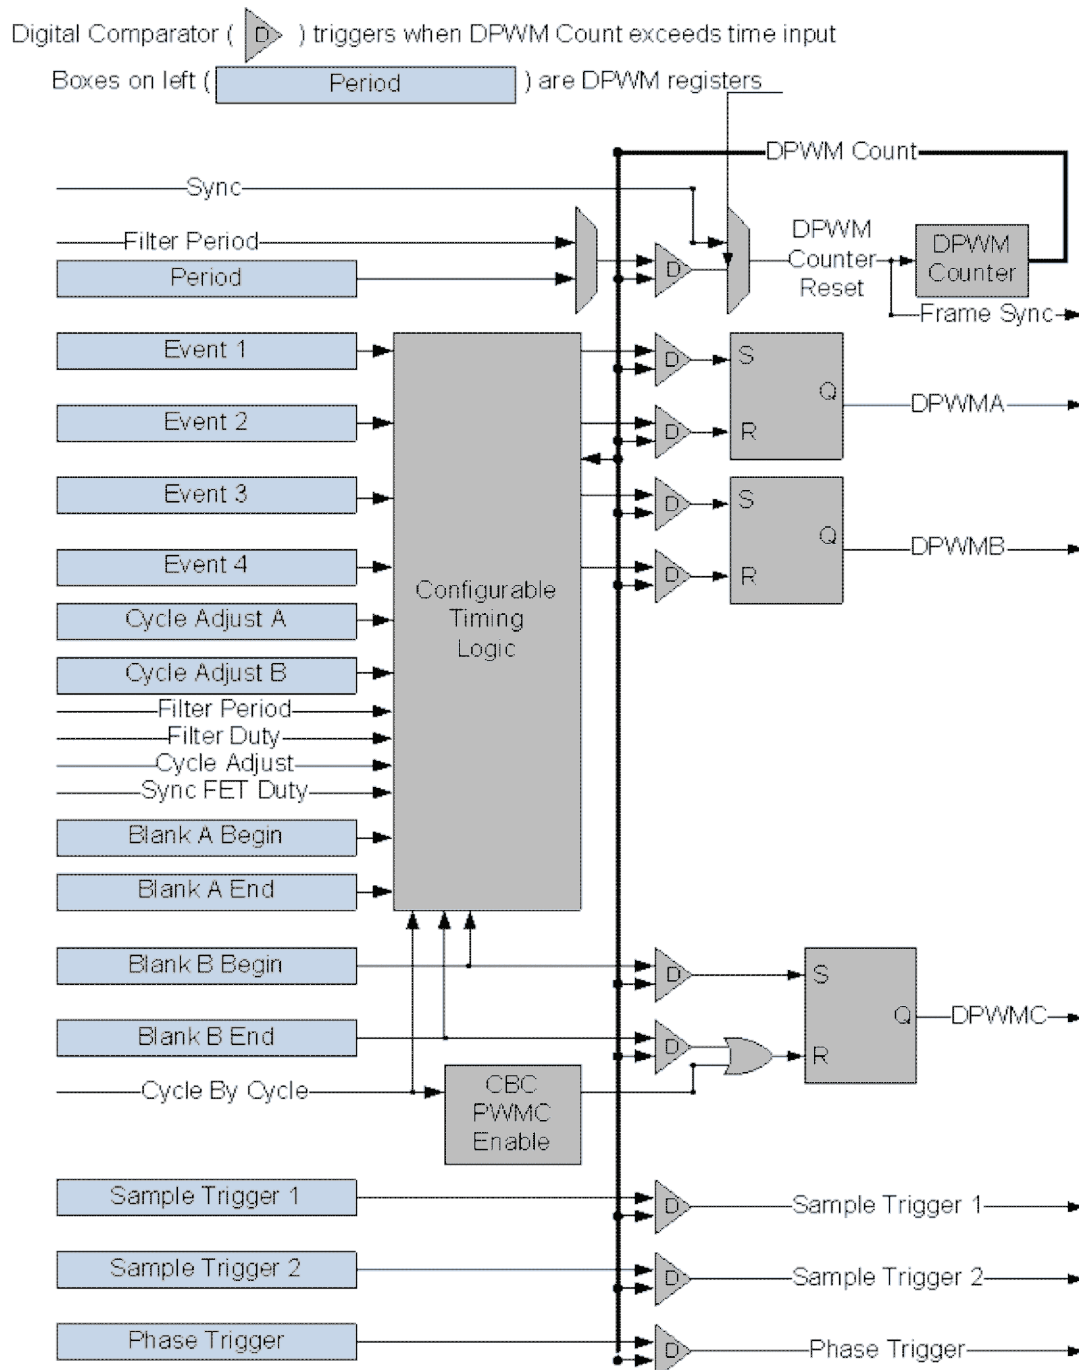 Digital Comparator ( D ) triggers when DPWM Count exceeds time input
Boxes on left ( Period ) are DPWM registers
DPWM Count
Sync
Filter Period
DPWM Counter Reset
DPWM Counter
D
Period
Frame Sync
Event 1
D
S
Q
DPWMA
Event 2
D
R
Event 3
D
S
Q
DPWMB
Event 4
D
R
Configurable
Timing
Logic
Cycle Adjust A
Cycle Adjust B
Filter Period
Filter Duty
Cycle Adjust
Sync FET Duty
Blank A Begin
Blank A End
Blank B Begin
D
S
Q
DPWMC
Blank B End
D
R
Cycle By Cycle
CBC
PWMC
Enable
Sample Trigger 1
D
Sample Trigger 1
Sample Trigger 2
D
Sample Trigger 2
Phase Trigger
D
Phase Trigger